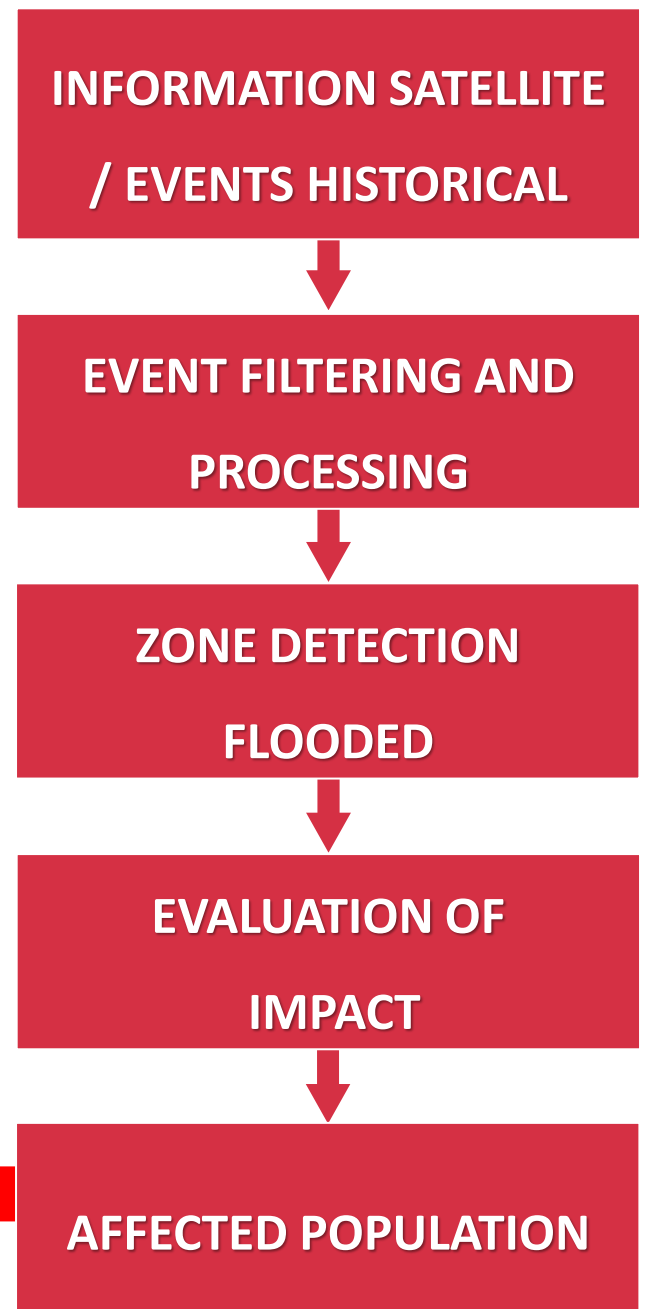 INFORMATION SATELLITE
/ EVENTS HISTORICAL
EVENT FILTERING AND
PROCESSING
ZONE DETECTION
FLOODED
EVALUATION OF
IMPACT
AFFECTED POPULATION